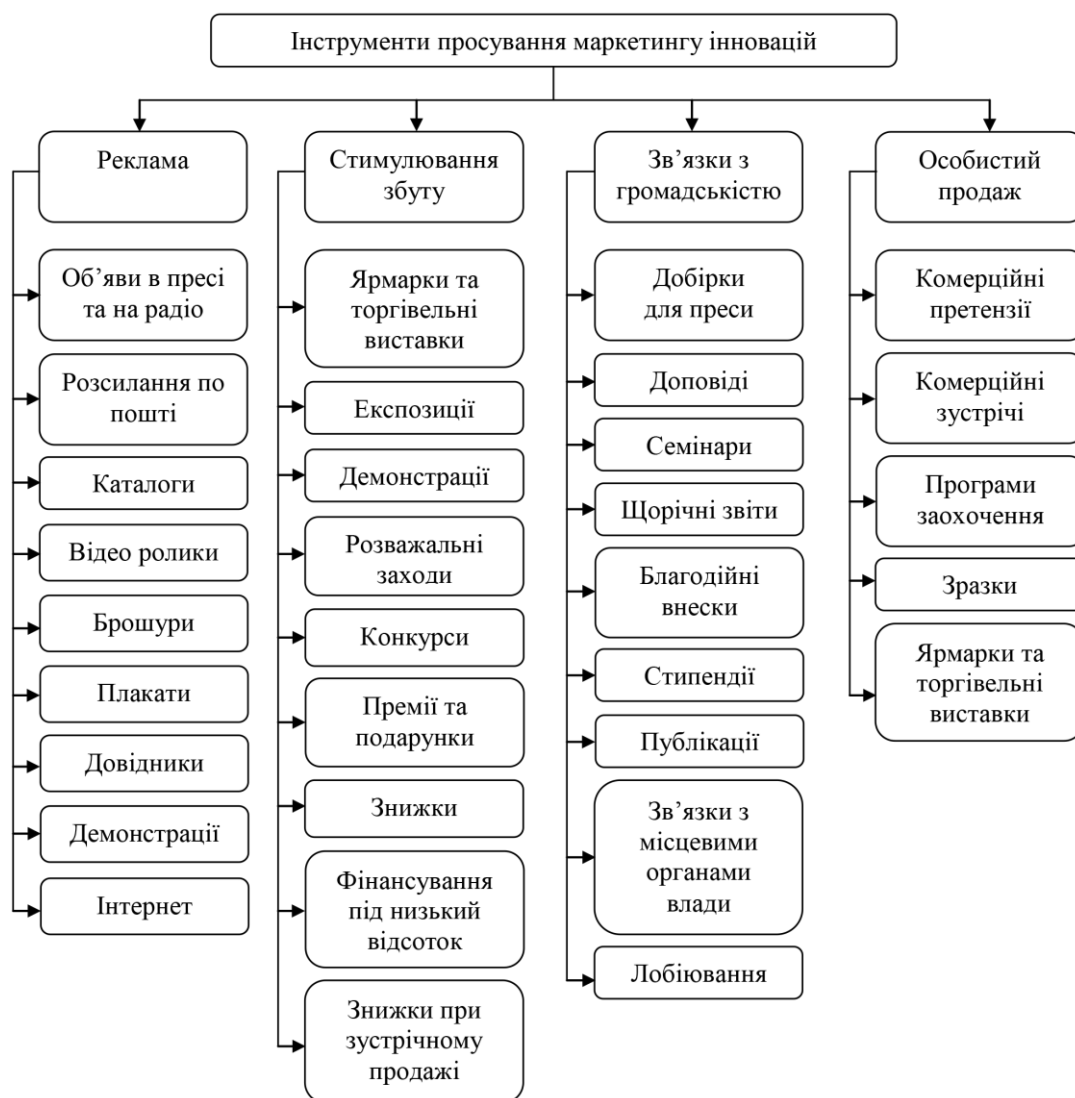 Інструменти просування маркетингу інновацій
Реклама
Об’яви в пресі
та на радіо
Розсилання по
пошті
Каталоги
Відео ролики
Брошури
Плакати
Довідники
Демонстрації
Інтернет
Стимулювання
збуту
Ярмарки та
торгівельні
виставки
Експозиції
Демонстрації
Розважальні
заходи
Конкурси
Премії та
подарунки
Знижки
Фінансування
під низький
відсоток
Знижки при
зустрічному
продажі
Зв’язки з
громадськістю
Добірки
для преси
Доповіді
Семінари
Щорічні звіти
Благодійні
внески
Стипендії
Публікації
Зв’язки з
місцевими
органами
влади
Лобіювання
Особистий
продаж
Комерційні
претензії
Комерційні
зустрічі
Програми
заохочення
Зразки
Ярмарки та
торгівельні
виставки